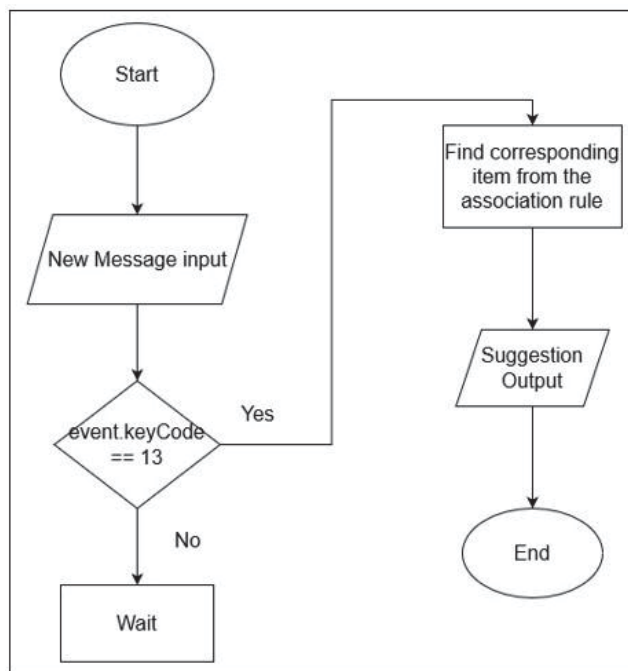 Start
New Message input
event.keyCode
== 13
Yes
No
Wait
Find corresponding
item from the
association rule
Suggestion
Output
End